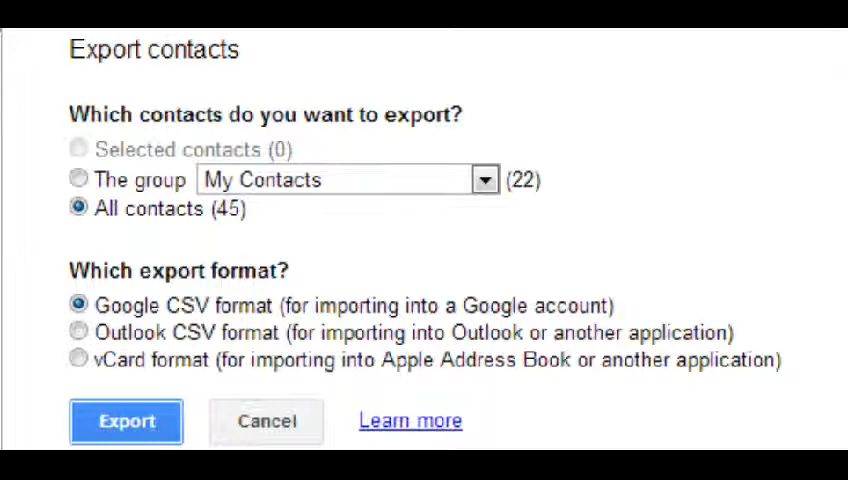 Export contacts
Which contacts do you want to export?
Selected contacts (0)
The group My Contacts (22)
All contacts (45)
Which export format?
Google CSV format (for importing into a Google account)
Outlook CSV format (for importing into Outlook or another application)
vCard format (for importing into Apple Address Book or another application)
Export Cancel Learn more